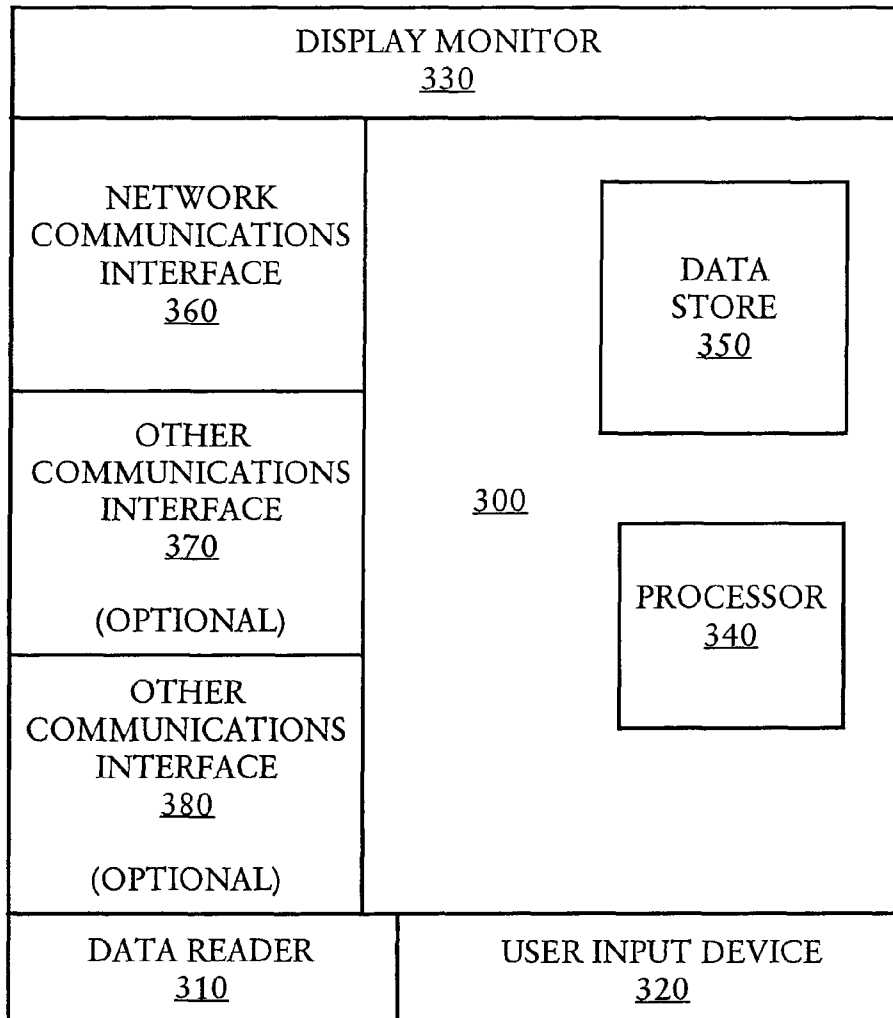 DISPLAY MONITOR
330
NETWORK
COMMUNICATIONS
INTERFACE
360
OTHER
COMMUNICATIONS
INTERFACE
370
(OPTIONAL)
OTHER
COMMUNICATIONS
INTERFACE
380
(OPTIONAL)
300
DATA
STORE
350
PROCESSOR
340
DATA READER
310
USER INPUT DEVICE
320